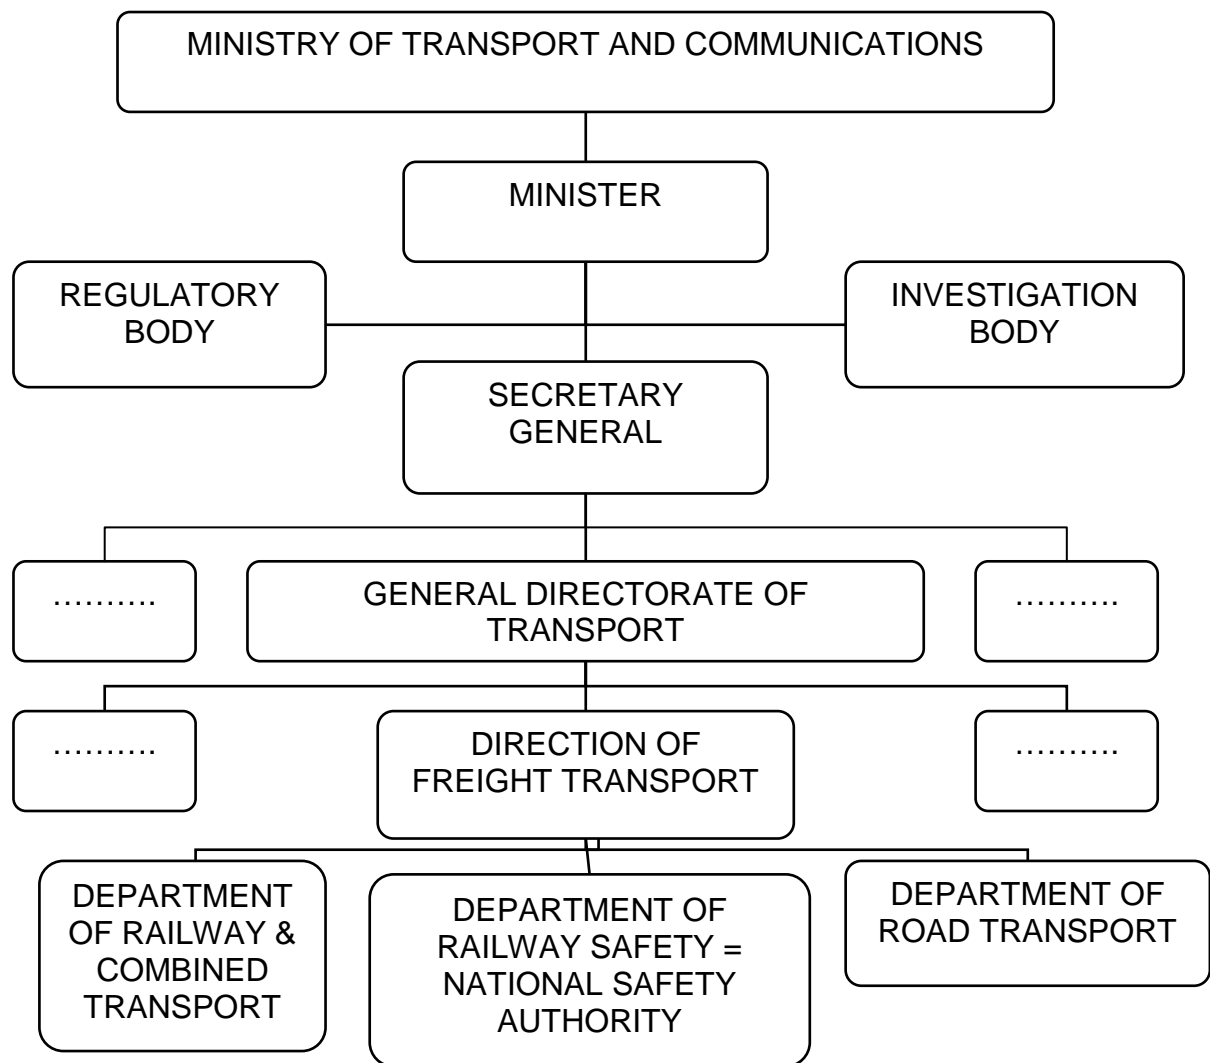 MINISTRY OF TRANSPORT AND COMMUNICATIONS
MINISTER
REGULATORY
BODY
INVESTIGATION
BODY
SECRETARY
GENERAL
……….
GENERAL DIRECTORATE OF
TRANSPORT
……….
……….
DIRECTION OF
FREIGHT TRANSPORT
……….
DEPARTMENT
OF RAILWAY &
COMBINED
TRANSPORT
DEPARTMENT OF
RAILWAY SAFETY =
NATIONAL SAFETY
AUTHORITY
DEPARTMENT OF
ROAD TRANSPORT